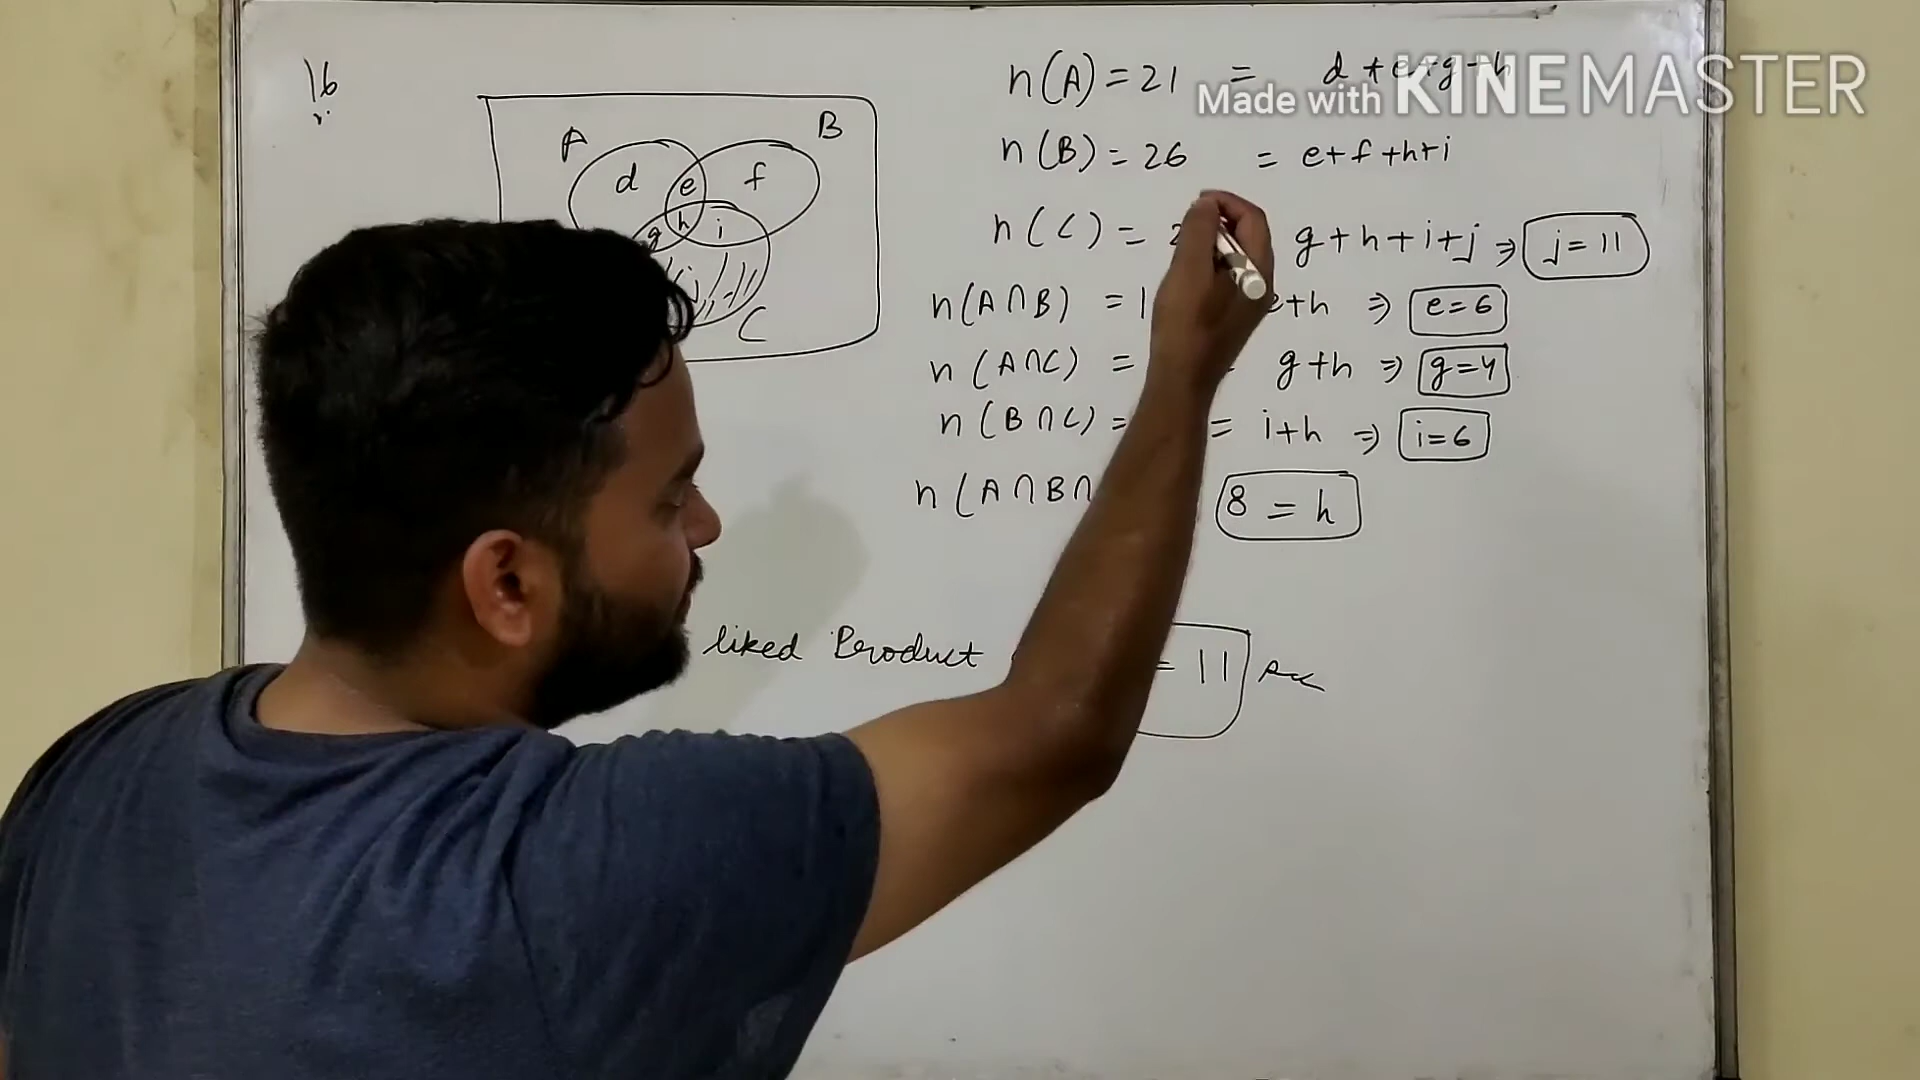 16
n(A) = 21 = d+e+g+h
Made with KINEMASTER
n(B) = 26 = e+f+h+i
n(C) = 2 g+h+i+j ⇒ j=11
n(A∩B) = 1 e+h ⇒ e=6
n(A∩C) = g+h ⇒ g=4
n(B∩C) = = i+h ⇒ i=6
n(A∩B∩ 8 = h
A
B
d
e
f
g
h
i
j
C
liked Product = 11